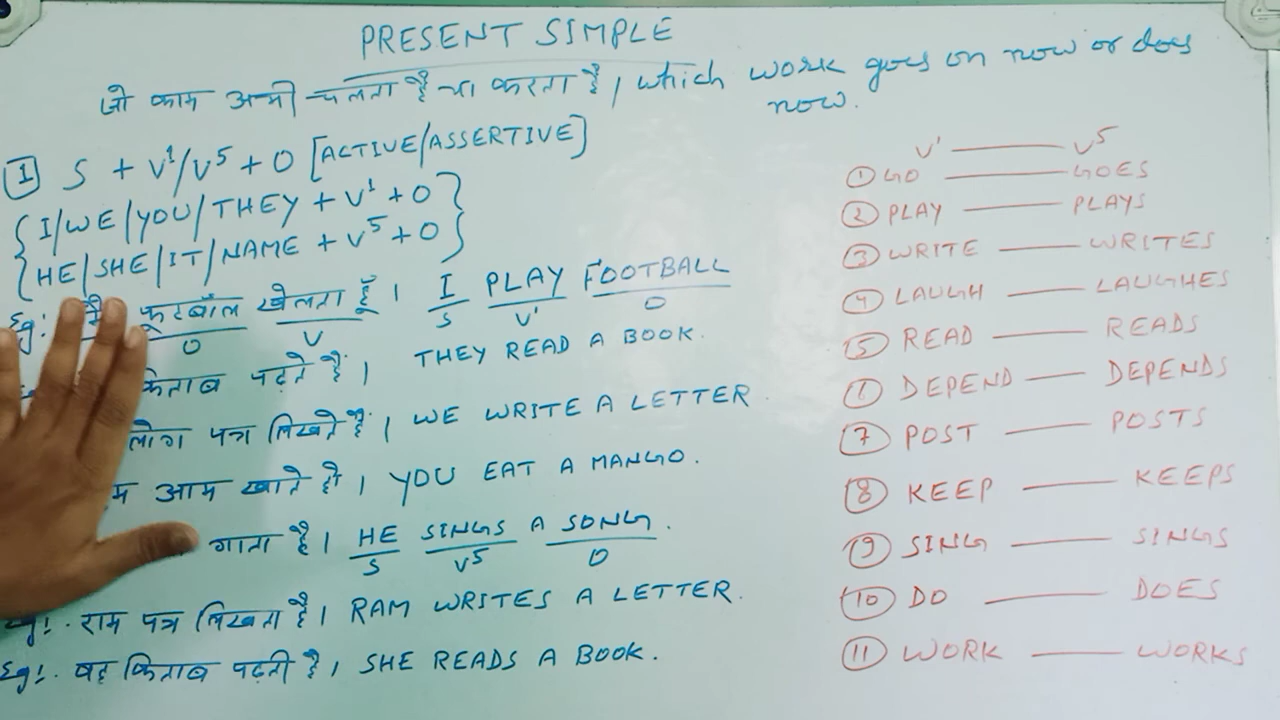 PRESENT SIMPLE
जो काम अभी चलता है या करता है, which work goes on now or does
now.
1 S + V¹/V⁵ + O [ACTIVE/ASSERTIVE]
{I/WE/YOU/THEY + V¹ + O}
{HE/SHE/IT/NAME + V⁵ + O}
Eg:- मैं फूटबॉल खेलता हूँ। I PLAY FOOTBALL
O V S V¹ O
किताब पढ़ते हैं। THEY READ A BOOK.
लोग पत्र लिखते हैं। WE WRITE A LETTER.
आम खाते हो। YOU EAT A MANGO.
गाता है। HE SINGS A SONG.
S V⁵ O
Eg:- राम पत्र लिखता है। RAM WRITES A LETTER.
Eg:- वह किताब पढ़ती है। SHE READS A BOOK.
V¹ — V⁵
① GO — GOES
② PLAY — PLAYS
③ WRITE — WRITES
④ LAUGH — LAUGHES
⑤ READ — READS
⑥ DEPEND — DEPENDS
⑦ POST — POSTS
⑧ KEEP — KEEPS
⑨ SING — SINGS
⑩ DO — DOES
⑪ WORK — WORKS